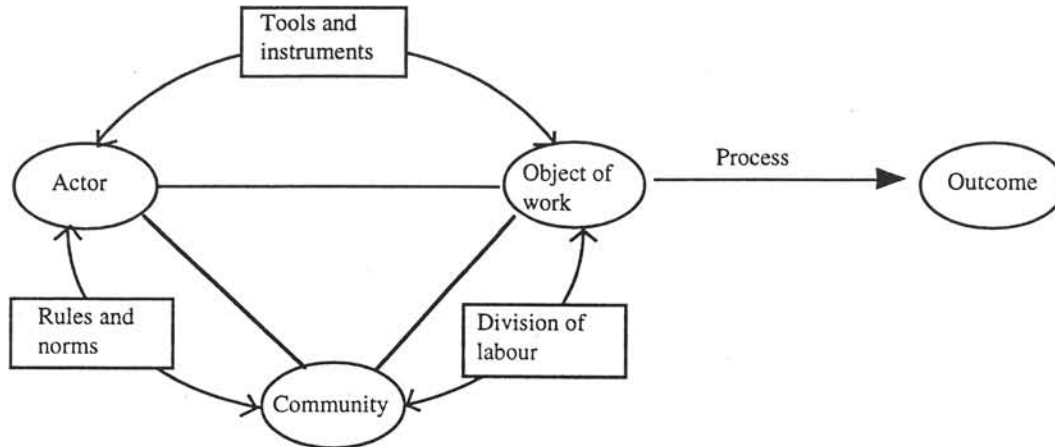 Tools and
instruments
Actor
Object of
work
Process
Outcome
Rules and
norms
Division of
labour
Community